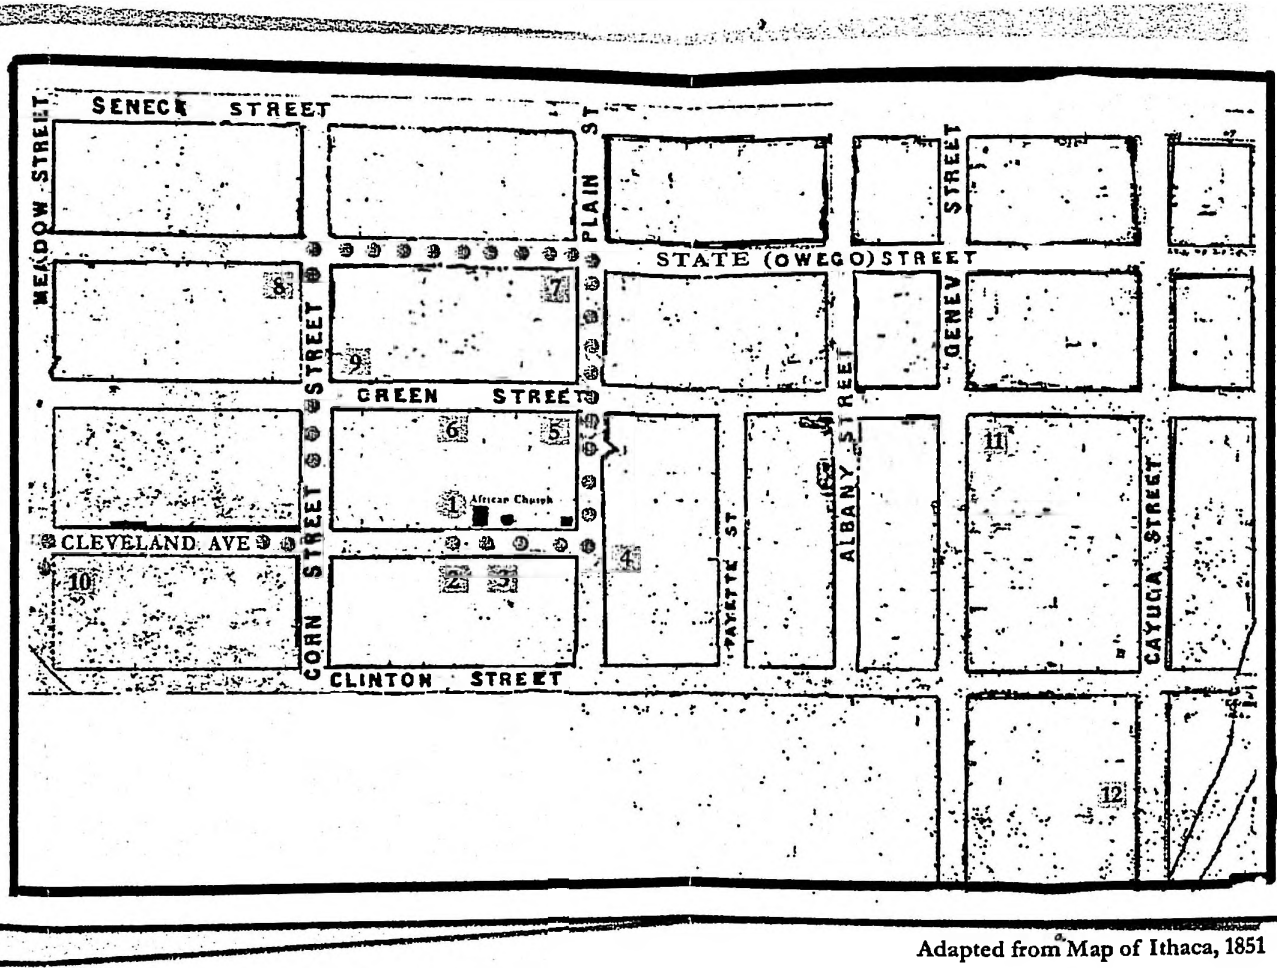 SENECA STREET
MEADOW STREET
PLAIN ST
STREET
STATE (OWEGO) STREET
GENEV
8
7
9
CORN STREET STREET
GREEN STREET
ALBANY STREET
6
5
11
1
African Church
CLEVELAND AVE
PAYETTE ST
CAYUGA STREET
4
10
2
3
CLINTON STREET
12
Adapted from a Map of Ithaca, 1851